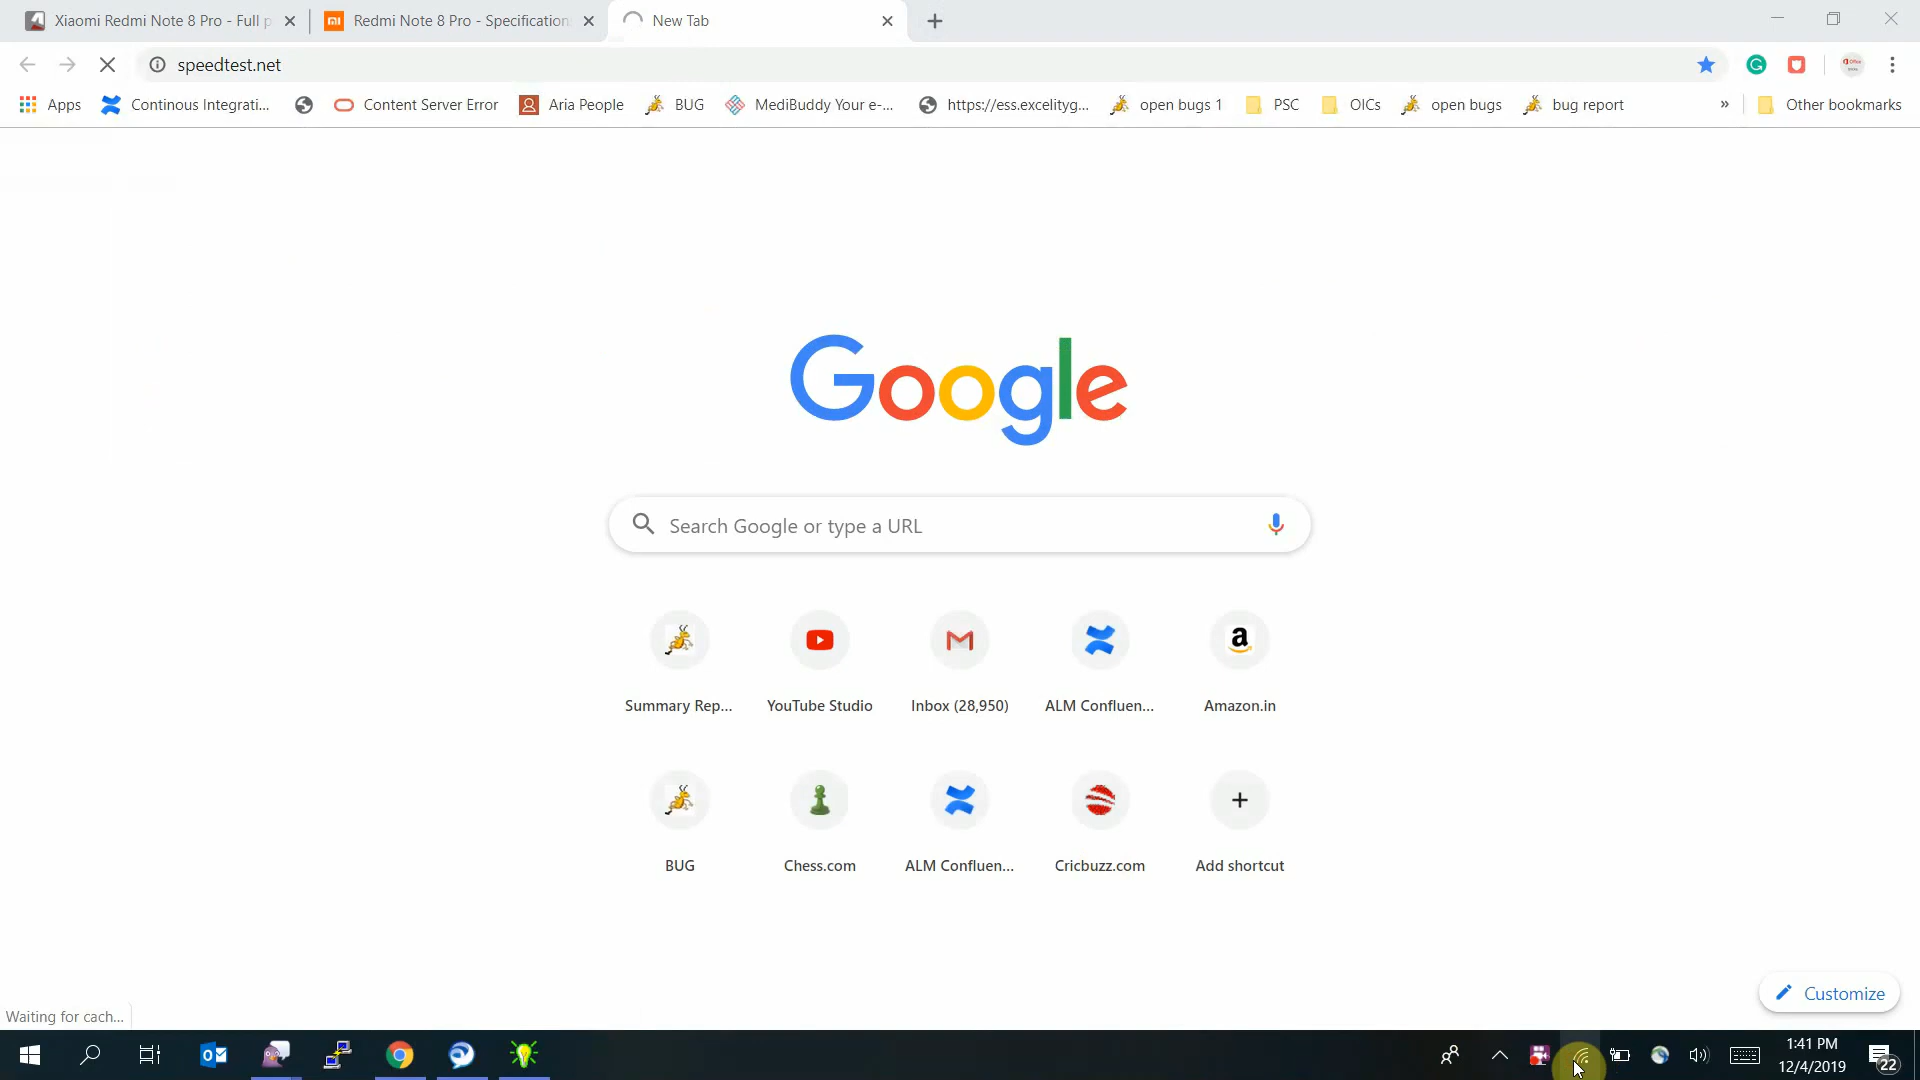 Xiaomi Redmi Note 8 Pro - Full p
Redmi Note 8 Pro - Specification
New Tab
speedtest.net
Apps
Continous Integrati...
Content Server Error
Aria People
BUG
MediBuddy Your e-...
https://ess.excelityg...
open bugs 1
PSC
OICs
open bugs
bug report
»
Other bookmarks
Google
Search Google or type a URL
Summary Rep...
YouTube Studio
Inbox (28,950)
ALM Confluen...
Amazon.in
BUG
Chess.com
ALM Confluen...
Cricbuzz.com
Add shortcut
Customize
Waiting for cach...
1:41 PM
12/4/2019
22